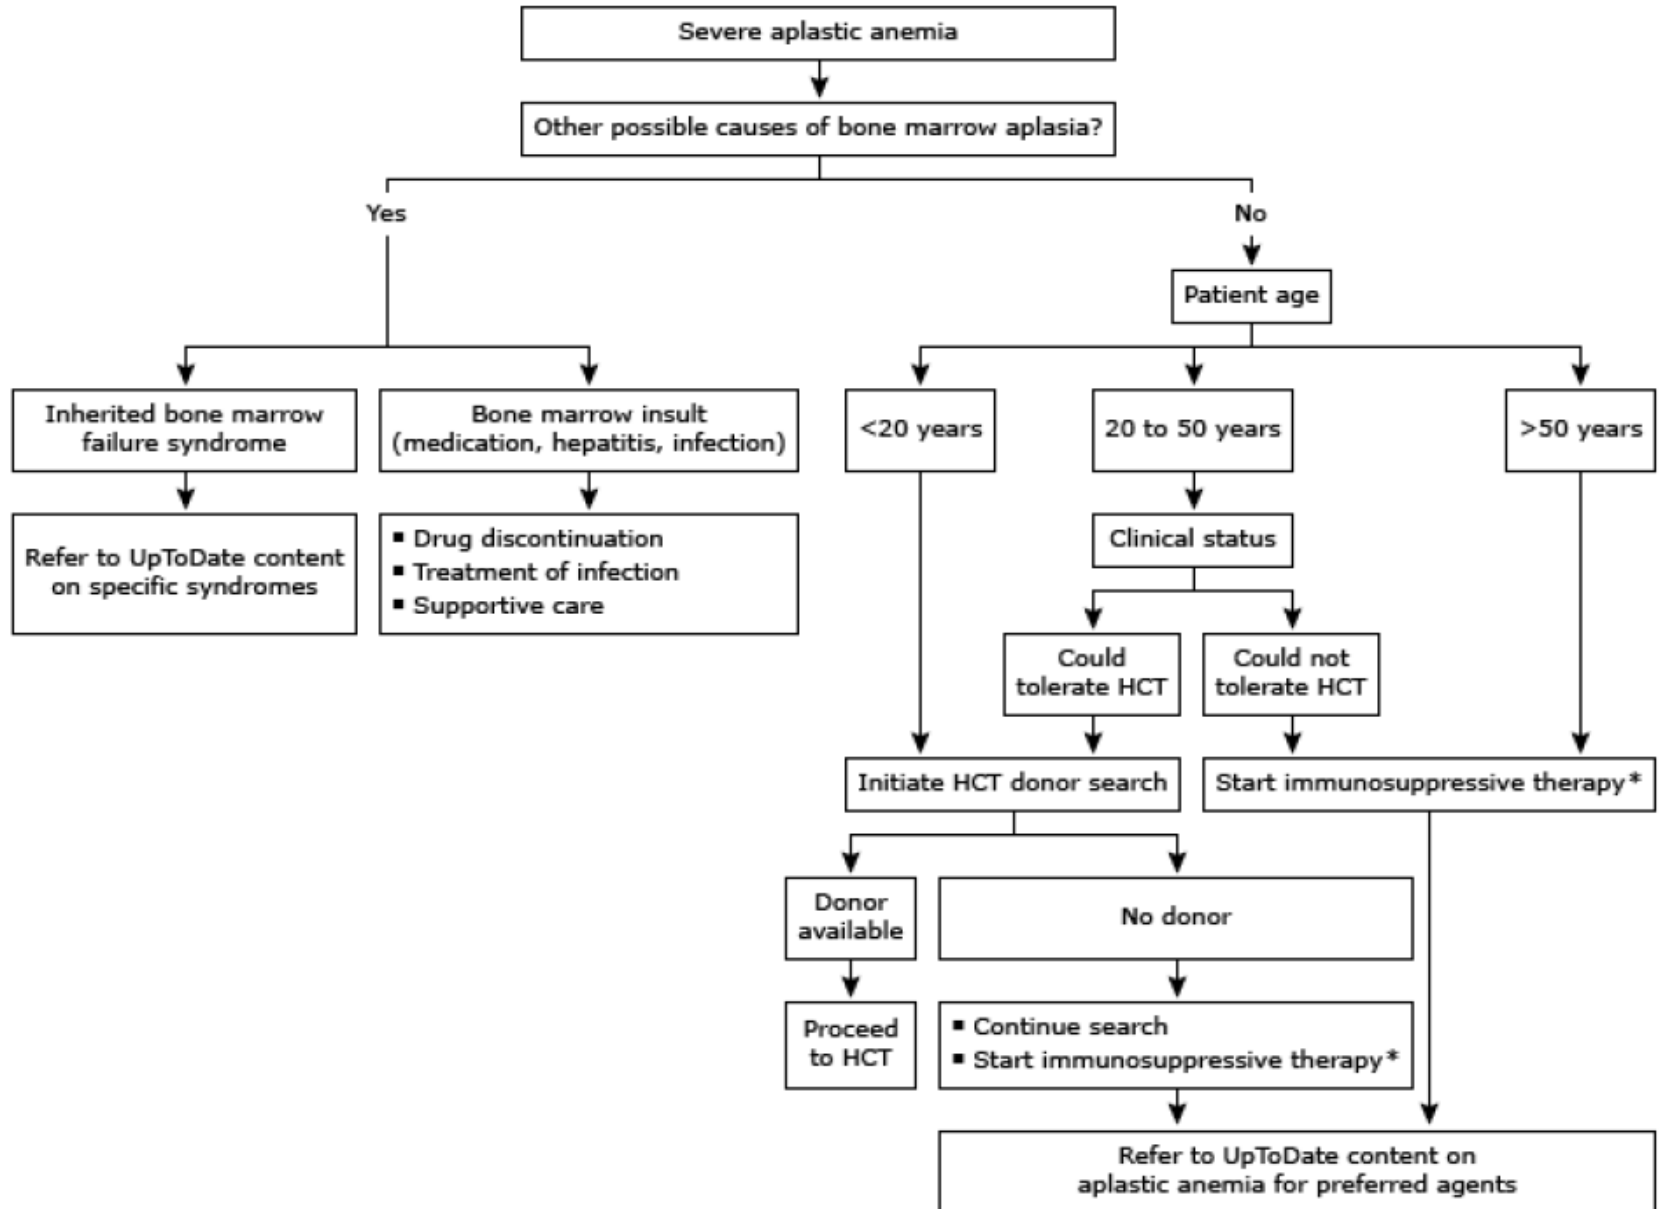 Severe aplastic anemia
Other possible causes of bone marrow aplasia?
Yes
No
Patient age
Inherited bone marrow
failure syndrome
Bone marrow insult
(medication, hepatitis, infection)
<20 years
20 to 50 years
>50 years
Refer to UpToDate content
on specific syndromes
▪ Drug discontinuation
▪ Treatment of infection
▪ Supportive care
Clinical status
Could
tolerate HCT
Could not
tolerate HCT
Initiate HCT donor search
Start immunosuppressive therapy*
Donor
available
No donor
Proceed
to HCT
▪ Continue search
▪ Start immunosuppressive therapy*
Refer to UpToDate content on
aplastic anemia for preferred agents